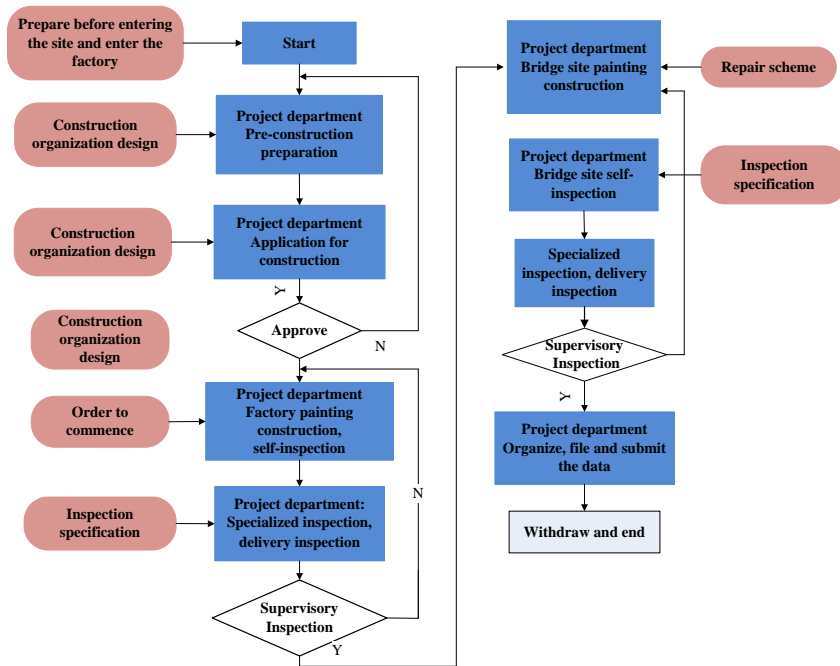 Prepare before entering
the site and enter the
factory
Start
Construction
organization design
Project department
Pre-construction
preparation
Construction
organization design
Project department
Application for
construction
Y
Construction
organization
design
Approve
N
Order to
commence
Project department
Factory painting
construction,
self-inspection
N
Inspection
specification
Project department:
Specialized inspection,
delivery inspection
Supervisory
Inspection
Y
Project department
Bridge site painting
construction
Repair scheme
Project department
Bridge site self-
inspection
Inspection
specification
Specialized
inspection, delivery
inspection
Supervisory
Inspection
Y
Project department
Organize, file and submit
the data
Withdraw and end